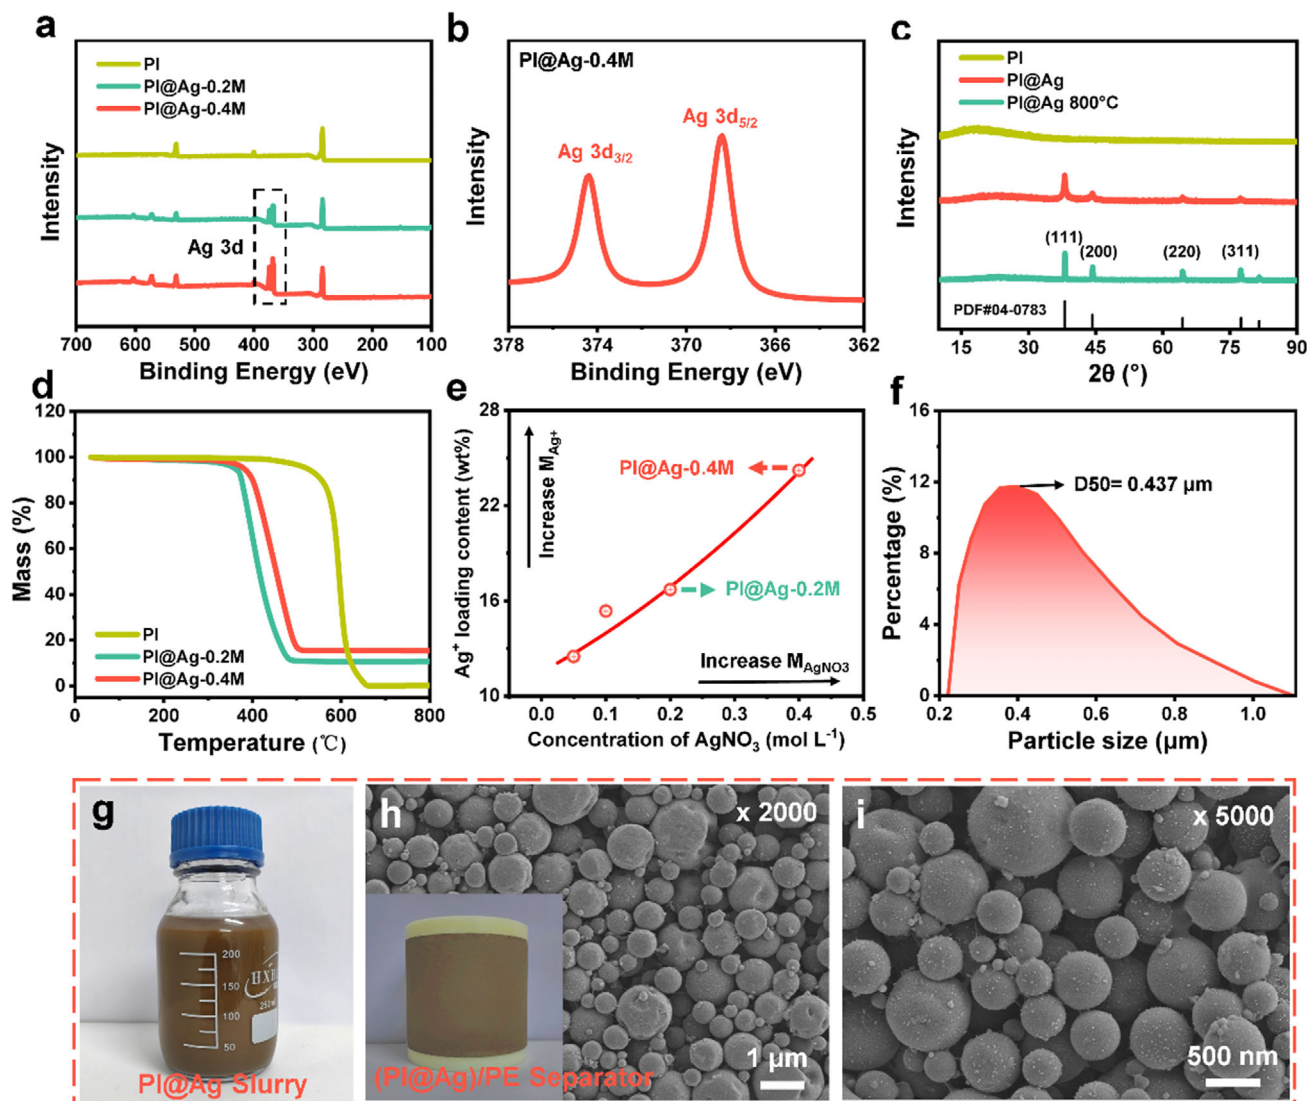 a
PI
PI@Ag-0.2M
PI@Ag-0.4M
Ag 3d
Intensity
700 600 500 400 300 200 100
Binding Energy (eV)
b
PI@Ag-0.4M
Ag 3d3/2
Ag 3d5/2
Intensity
378 374 370 366 362
Binding Energy (eV)
c
PI
PI@Ag
PI@Ag 800°C
(111)
(200)
(220)
(311)
PDF#04-0783
Intensity
15 30 45 60 75 90
2θ (°)
d
120
100
80
60
40
20
0
Mass (%)
PI
PI@Ag-0.2M
PI@Ag-0.4M
0 200 400 600 800
Temperature (℃)
e
28
22
16
10
Ag⁺ loading content (wt%)
Increase MAg+
PI@Ag-0.4M
PI@Ag-0.2M
Increase MAgNO3
0.0 0.1 0.2 0.3 0.4 0.5
Concentration of AgNO₃ (mol L⁻¹)
f
16
12
8
4
0
Percentage (%)
D50= 0.437 μm
0.2 0.4 0.6 0.8 1.0
Particle size (μm)
g
200
150
100
50
PI@Ag Slurry
h
x 2000
(PI@Ag)/PE Separator
1 μm
i
x 5000
500 nm